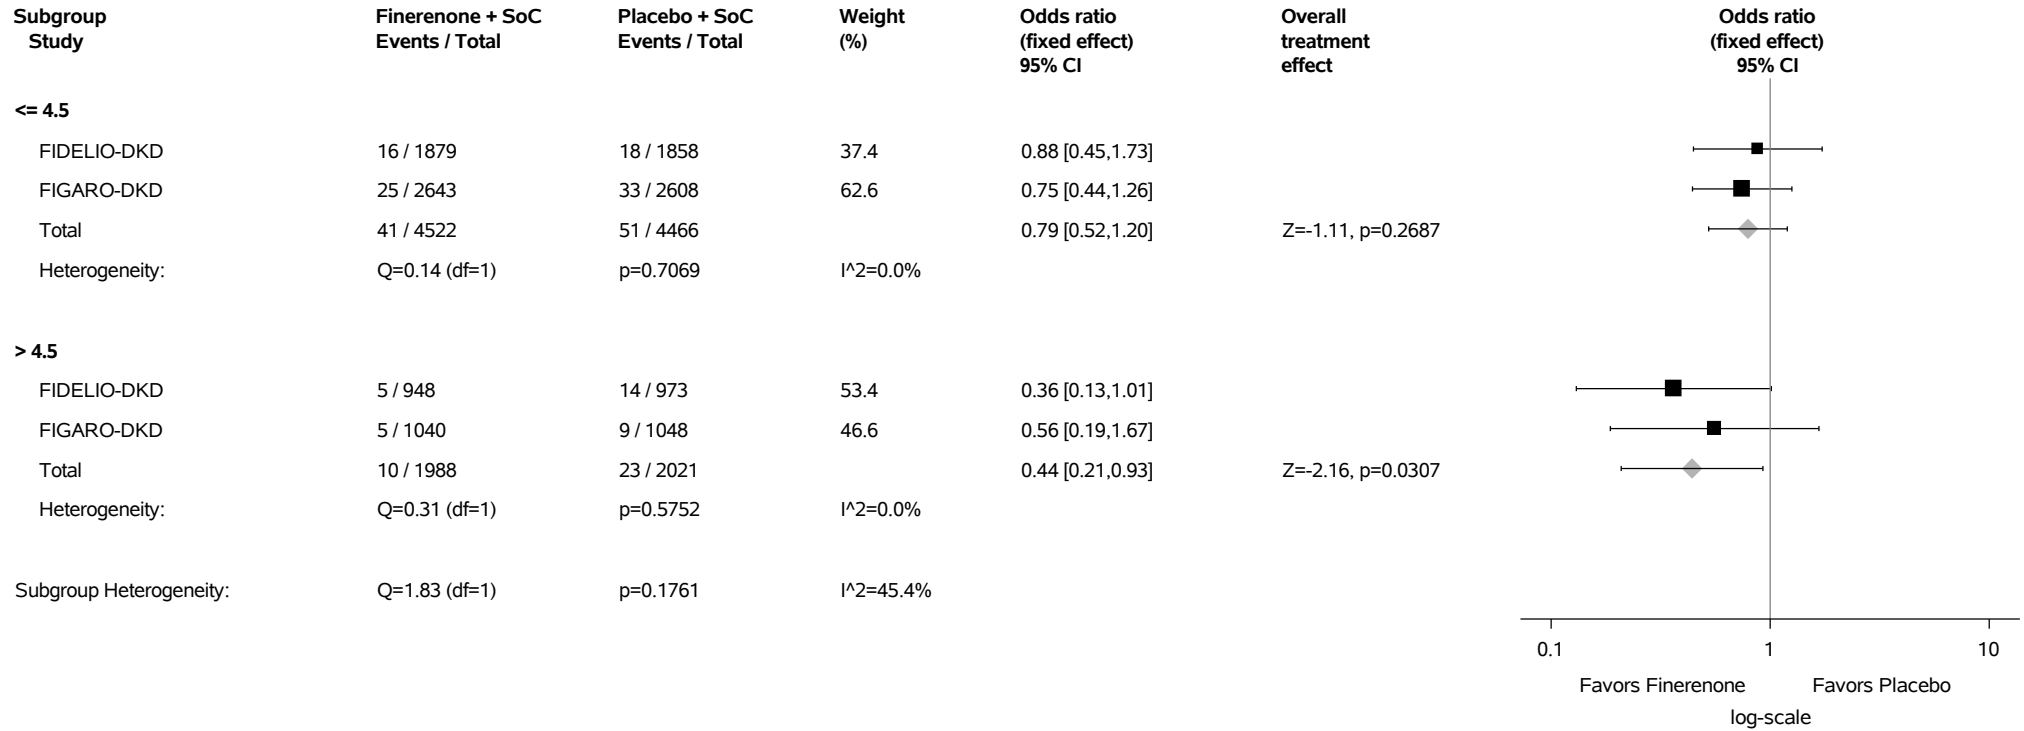 Subgroup Finerenone + SoC Placebo + SoC Weight Odds ratio Overall Odds ratio
Study Events / Total Events / Total (%) (fixed effect) treatment (fixed effect)
95% CI effect 95% CI
<= 4.5
FIDELIO-DKD 16 / 1879 18 / 1858 37.4 0.88 [0.45,1.73]
FIGARO-DKD 25 / 2643 33 / 2608 62.6 0.75 [0.44,1.26]
Total 41 / 4522 51 / 4466 0.79 [0.52,1.20] Z=-1.11, p=0.2687
Heterogeneity: Q=0.14 (df=1) p=0.7069 I^2=0.0%
> 4.5
FIDELIO-DKD 5 / 948 14 / 973 53.4 0.36 [0.13,1.01]
FIGARO-DKD 5 / 1040 9 / 1048 46.6 0.56 [0.19,1.67]
Total 10 / 1988 23 / 2021 0.44 [0.21,0.93] Z=-2.16, p=0.0307
Heterogeneity: Q=0.31 (df=1) p=0.5752 I^2=0.0%
Subgroup Heterogeneity: Q=1.83 (df=1) p=0.1761 I^2=45.4%
0.1 1 10
Favors Finerenone Favors Placebo
log-scale